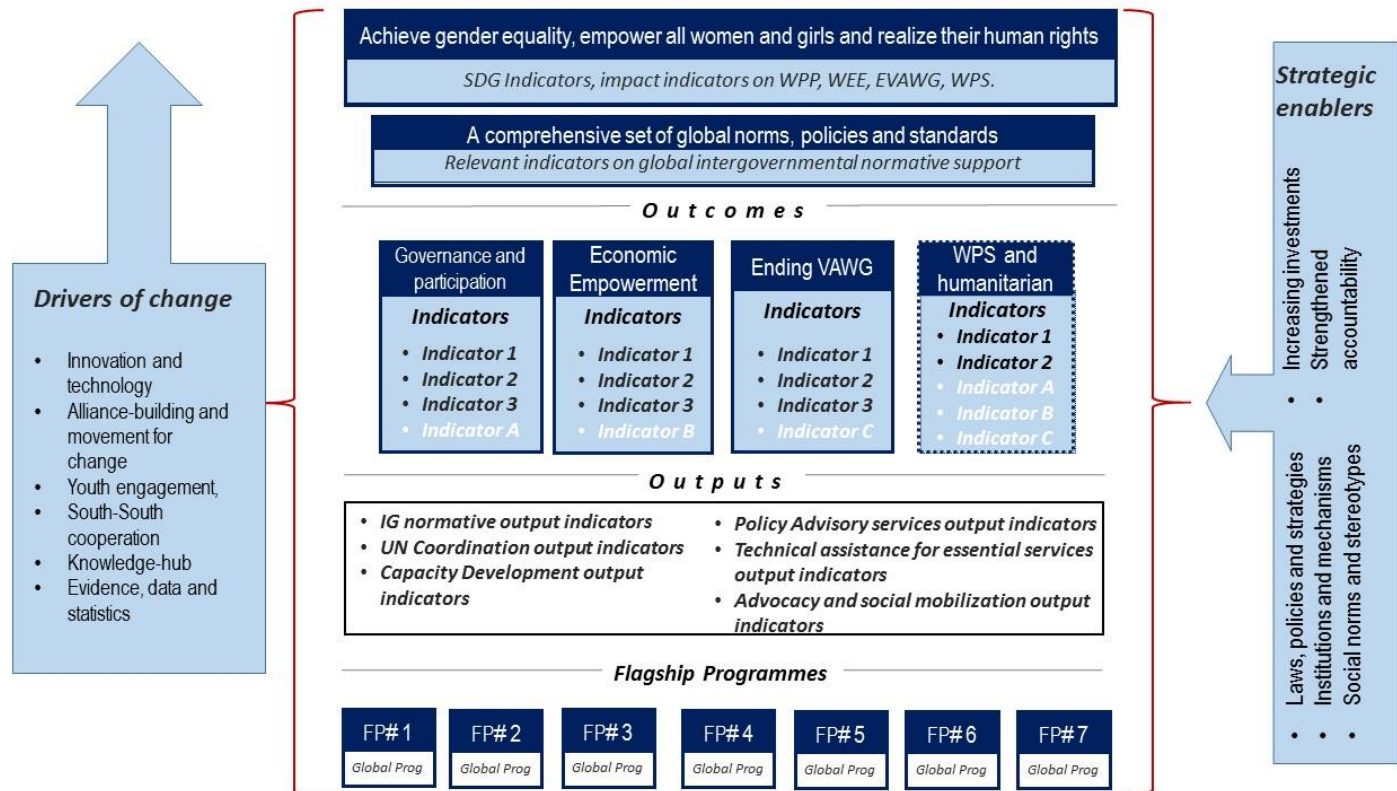 Achieve gender equality, empower all women and girls and realize their human rights
SDG Indicators, impact indicators on WPP, WEE, EVAWG, WPS.
A comprehensive set of global norms, policies and standards
Relevant indicators on global intergovernmental normative support
Outcomes
Governance and
participation
Indicators
• Indicator 1
• Indicator 2
• Indicator 3
• Indicator A
Economic
Empowerment
Indicators
• Indicator 1
• Indicator 2
• Indicator 3
• Indicator B
Ending VAWG
Indicators
• Indicator 1
• Indicator 2
• Indicator 3
• Indicator C
WPS and
humanitarian
Indicators
• Indicator 1
• Indicator 2
• Indicator A
• Indicator B
• Indicator C
Outputs
• IG normative output indicators
• UN Coordination output indicators
• Capacity Development output
indicators
• Policy Advisory services output indicators
• Technical assistance for essential services
output indicators
• Advocacy and social mobilization output
indicators
Flagship Programmes
FP# 1
Global Prog
FP# 2
Global Prog
FP# 3
Global Prog
FP# 4
Global Prog
FP# 5
Global Prog
FP# 6
Global Prog
FP# 7
Global Prog
Drivers of change
• Innovation and
technology
• Alliance-building and
movement for
change
• Youth engagement,
• South-South
cooperation
• Knowledge-hub
• Evidence, data and
statistics
Strategic
enablers
• Increasing investments
• Strengthened
accountability
• Laws, policies and strategies
• Institutions and mechanisms
• Social norms and stereotypes